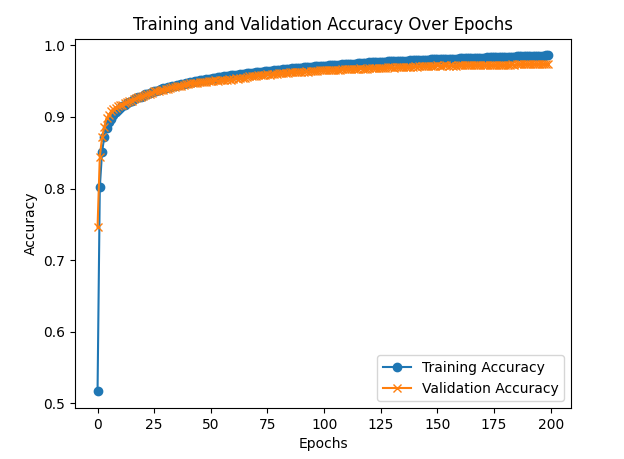 Training and Validation Accuracy Over Epochs
1.0
0.9
0.8
0.7
0.6
0.5
Accuracy
Training Accuracy
Validation Accuracy
0 25 50 75 100 125 150 175 200
Epochs